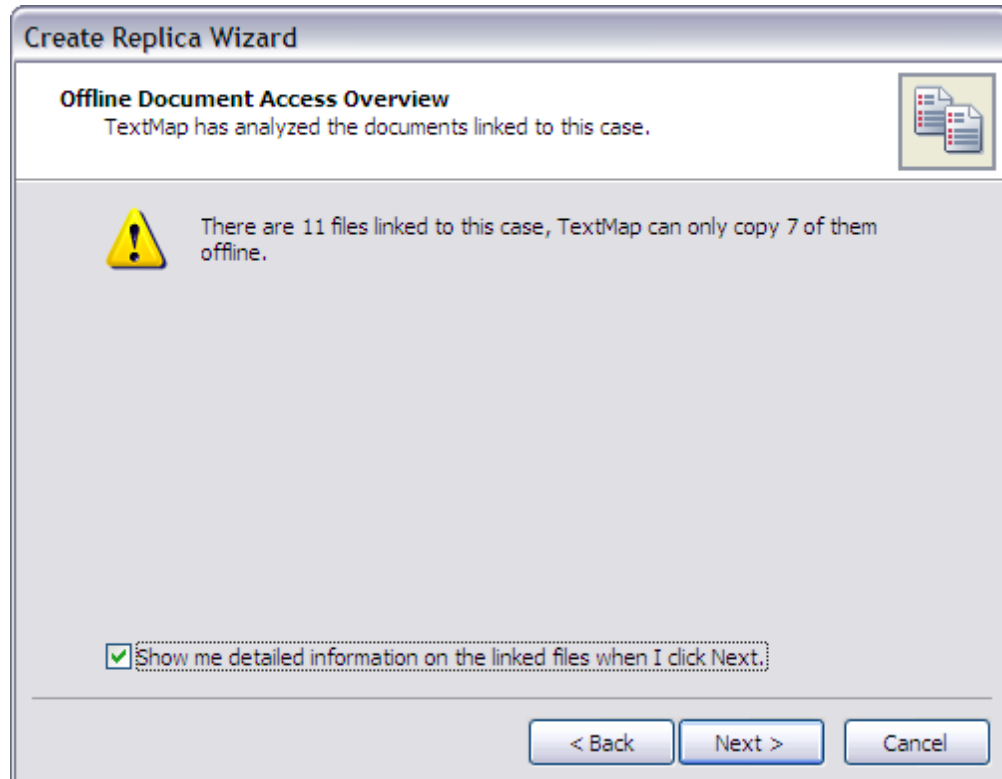 Create Replica Wizard
Offline Document Access Overview
TextMap has analyzed the documents linked to this case.
There are 11 files linked to this case, TextMap can only copy 7 of them
offline.
Show me detailed information on the linked files when I click Next.
< Back
Next >
Cancel